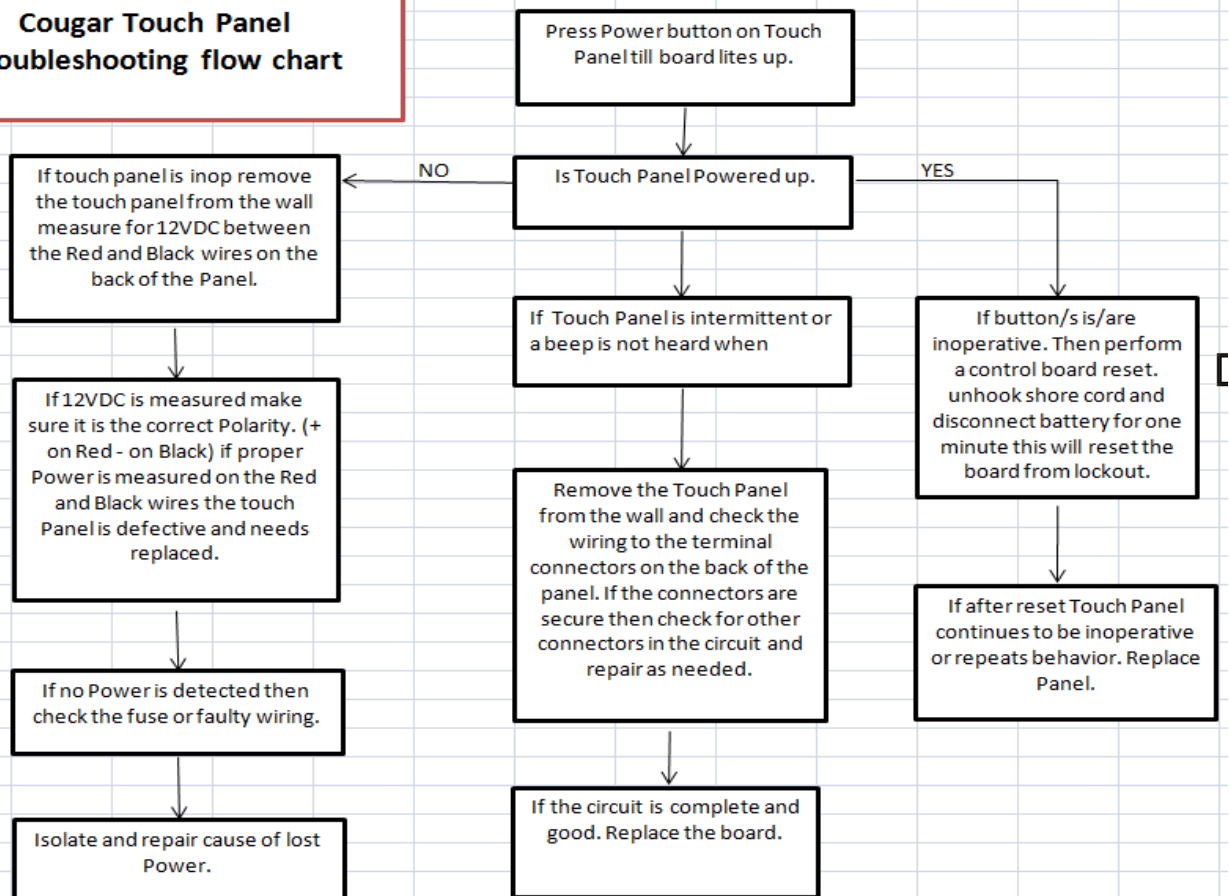 Cougar Touch Panel
oubleshooting flow chart
Press Power button on Touch
Panel till board lites up.
NO
Is Touch Panel Powered up.
YES
If touch panel is inop remove
the touch panel from the wall
measure for 12VDC between
the Red and Black wires on the
back of the Panel.
If Touch Panel is intermittent or
a beep is not heard when
If button/s is/are
inoperative. Then perform
a control board reset.
unhook shore cord and
disconnect battery for one
minute this will reset the
board from lockout.
If 12VDC is measured make
sure it is the correct Polarity. (+
on Red - on Black) if proper
Power is measured on the Red
and Black wires the touch
Panel is defective and needs
replaced.
Remove the Touch Panel
from the wall and check the
wiring to the terminal
connectors on the back of the
panel. If the connectors are
secure then check for other
connectors in the circuit and
repair as needed.
If after reset Touch Panel
continues to be inoperative
or repeats behavior. Replace
Panel.
If no Power is detected then
check the fuse or faulty wiring.
If the circuit is complete and
good. Replace the board.
Isolate and repair cause of lost
Power.